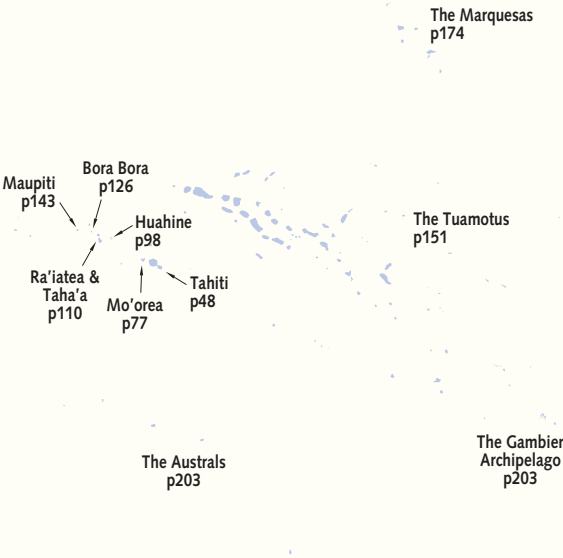 The Marquesas
p174
Bora Bora
p126
Maupiti
p143
Huahine
p98
The Tuamotus
p151
Ra'iatea &
Taha'a
p110
Tahiti
p48
Mo'orea
p77
The Australs
p203
The Gambier
Archipelago
p203